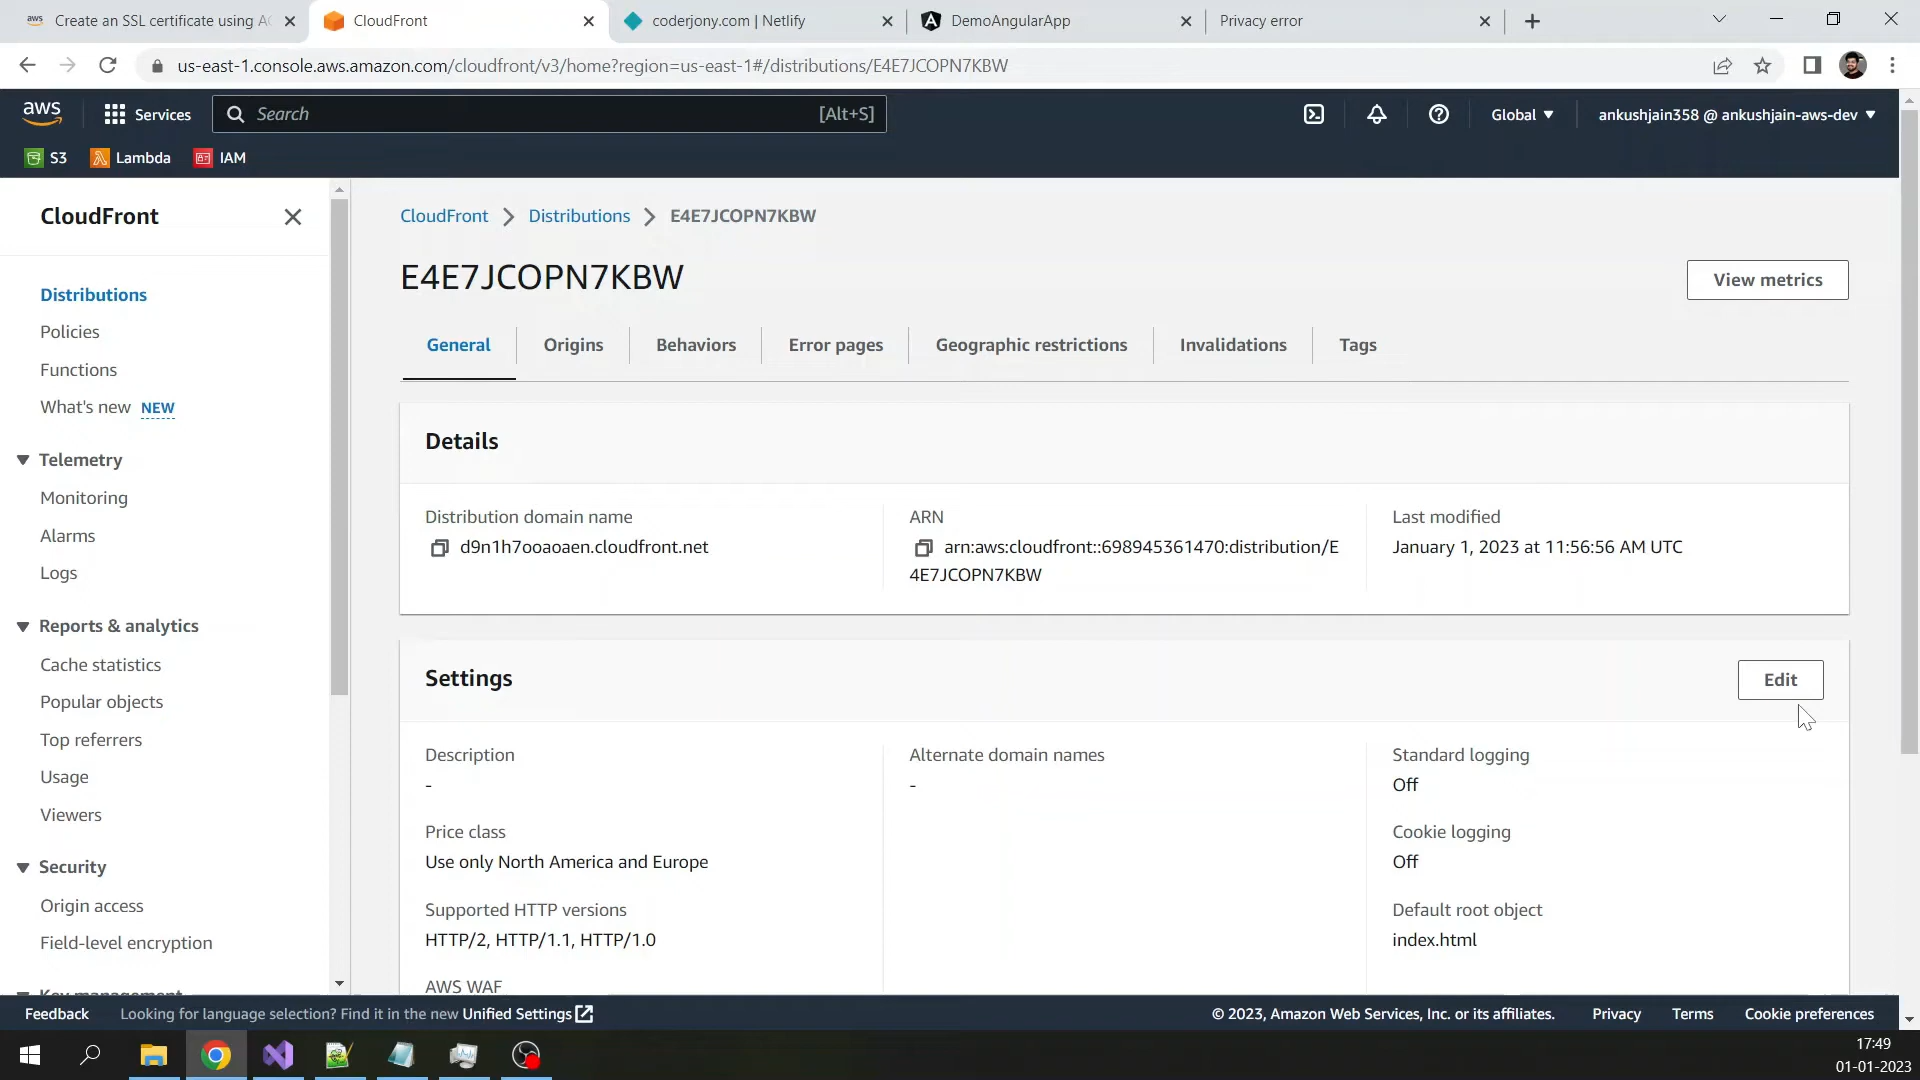 aws Create an SSL certificate using AC
CloudFront
coderjony.com | Netlify
DemoAngularApp
Privacy error
us-east-1.console.aws.amazon.com/cloudfront/v3/home?region=us-east-1#/distributions/E4E7JCOPN7KBW
aws
Services
Search
[Alt+S]
Global
ankushjain358 @ ankushjain-aws-dev
S3
Lambda
IAM
CloudFront
Distributions
Policies
Functions
What's new NEW
Telemetry
Monitoring
Alarms
Logs
Reports & analytics
Cache statistics
Popular objects
Top referrers
Usage
Viewers
Security
Origin access
Field-level encryption
Key management
CloudFront
Distributions
E4E7JCOPN7KBW
E4E7JCOPN7KBW
View metrics
General
Origins
Behaviors
Error pages
Geographic restrictions
Invalidations
Tags
Details
Distribution domain name
d9n1h7ooaoaen.cloudfront.net
ARN
arn:aws:cloudfront::698945361470:distribution/E
4E7JCOPN7KBW
Last modified
January 1, 2023 at 11:56:56 AM UTC
Settings
Edit
Description
-
Price class
Use only North America and Europe
Supported HTTP versions
HTTP/2, HTTP/1.1, HTTP/1.0
AWS WAF
Alternate domain names
-
Standard logging
Off
Cookie logging
Off
Default root object
index.html
Feedback
Looking for language selection? Find it in the new Unified Settings
© 2023, Amazon Web Services, Inc. or its affiliates.
Privacy
Terms
Cookie preferences
17:49
01-01-2023